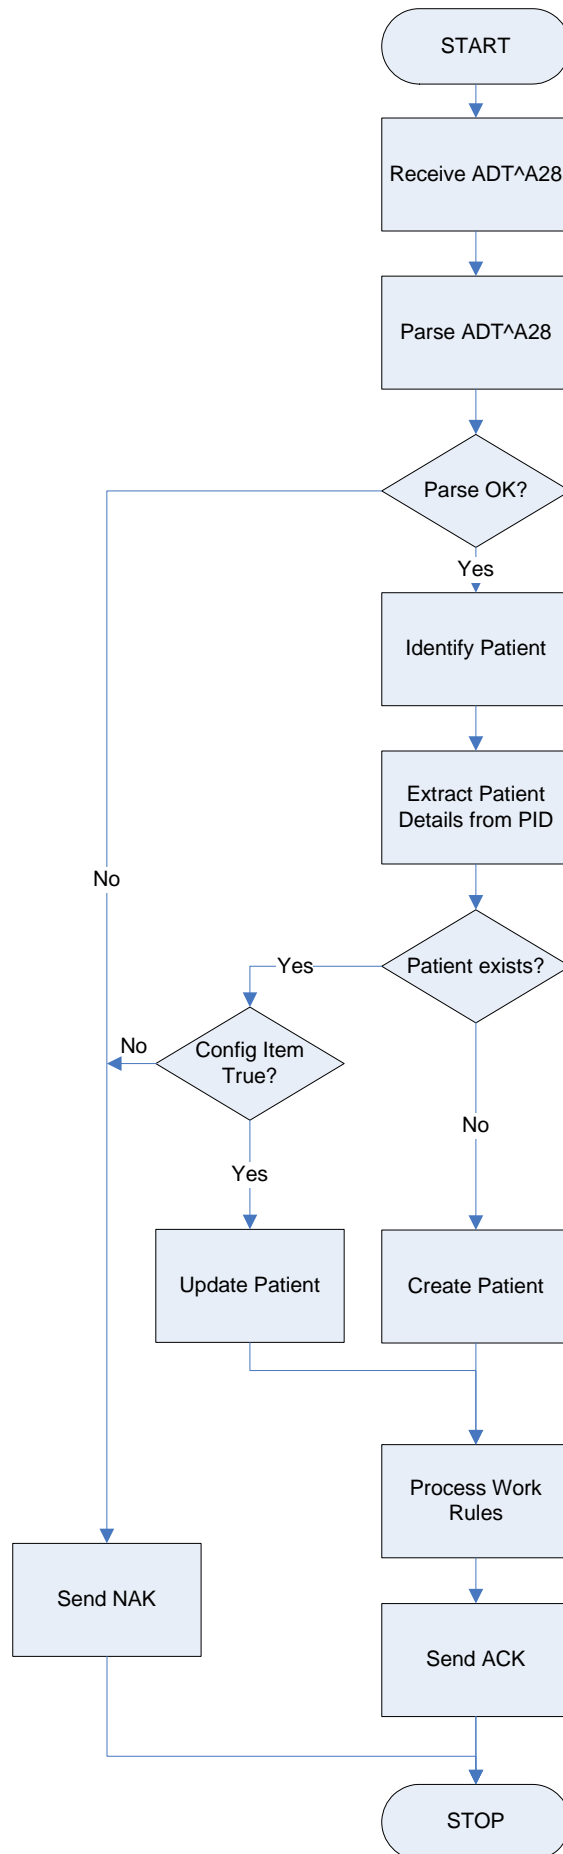 START
Receive ADT^A28
Parse ADT^A28
Parse OK?
Yes
Identify Patient
Extract Patient
Details from PID
No
Patient exists?
Yes
Config Item
True?
No
No
Yes
Update Patient
Create Patient
Process Work
Rules
Send NAK
Send ACK
STOP